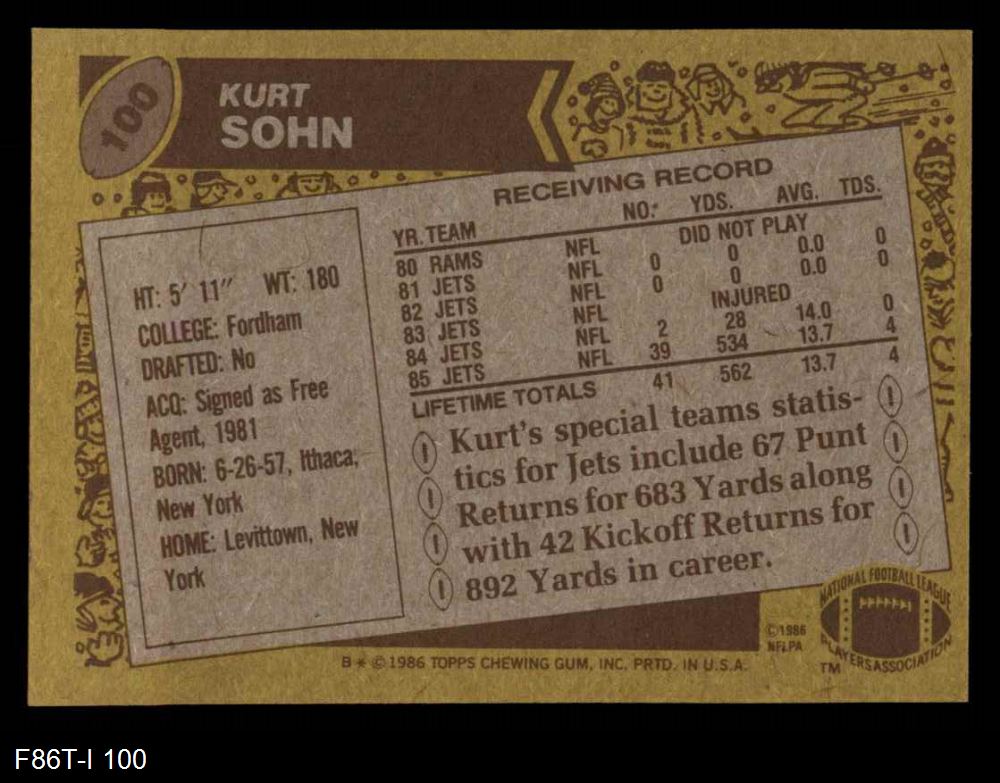 100
KURT
SOHN
HT: 5' 11" WT: 180
COLLEGE: Fordham
DRAFTED: No
ACQ: Signed as Free
Agent, 1981
BORN: 6-26-57, Ithaca,
New York
HOME: Levittown, New
York
RECEIVING RECORD
YR. TEAM NO. YDS. AVG. TDS.
80 RAMS NFL DID NOT PLAY
81 JETS NFL 0 0 0.0 0
82 JETS NFL 0 0 0.0 0
83 JETS NFL INJURED
84 JETS NFL 2 28 14.0 0
85 JETS NFL 39 534 13.7 4
LIFETIME TOTALS 41 562 13.7 4
Kurt's special teams statis-
tics for Jets include 67 Punt
Returns for 683 Yards along
with 42 Kickoff Returns for
892 Yards in career.
©1986
NFLPA
NATIONAL FOOTBALL LEAGUE
PLAYERS ASSOCIATION
TM
B * © 1986 TOPPS CHEWING GUM, INC. PRTD. IN U.S.A.
F86T-I 100